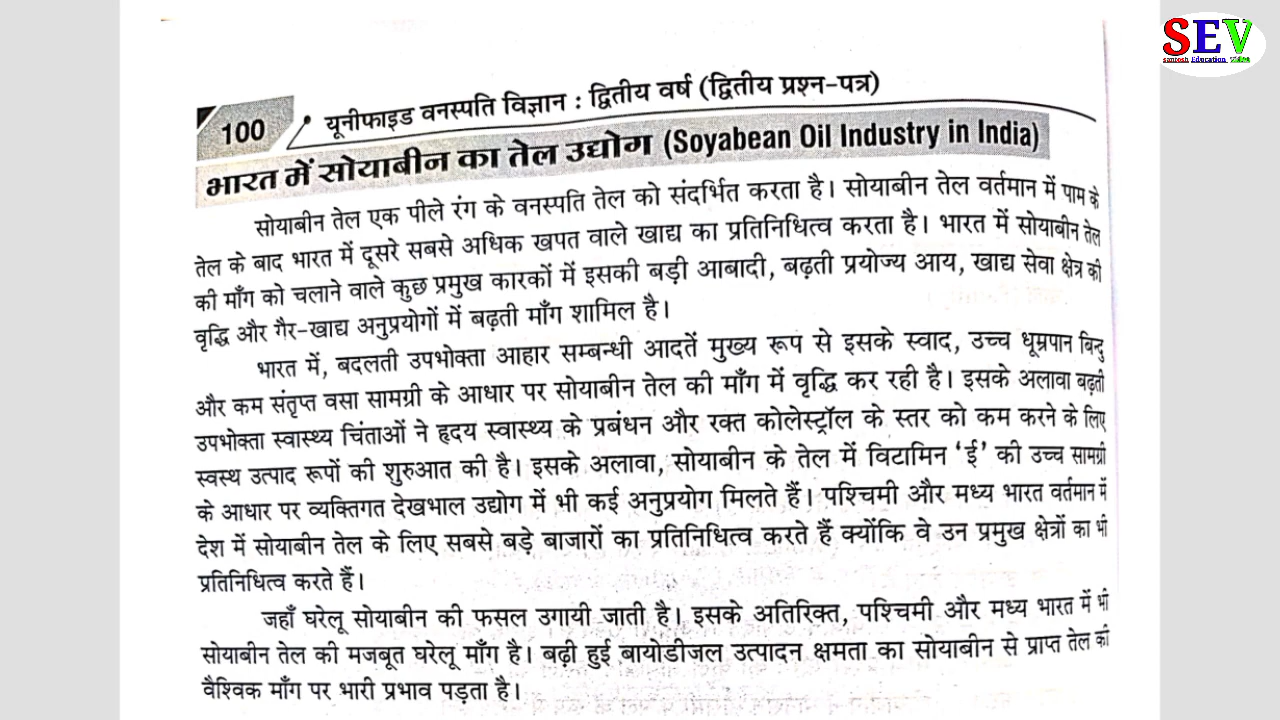 SEV
santosh Education
100
यूनीफाइड वनस्पति विज्ञान : द्वितीय वर्ष (द्वितीय प्रश्न-पत्र)
भारत में सोयाबीन का तेल उद्योग (Soyabean Oil Industry in India)
सोयाबीन तेल एक पीले रंग के वनस्पति तेल को संदर्भित करता है। सोयाबीन तेल वर्तमान में पाम के
तेल के बाद भारत में दूसरे सबसे अधिक खपत वाले खाद्य का प्रतिनिधित्व करता है। भारत में सोयाबीन तेल
की माँग को चलाने वाले कुछ प्रमुख कारकों में इसकी बड़ी आबादी, बढ़ती प्रयोज्य आय, खाद्य सेवा क्षेत्र की
वृद्धि और गैर-खाद्य अनुप्रयोगों में बढ़ती माँग शामिल है।
भारत में, बदलती उपभोक्ता आहार सम्बन्धी आदतें मुख्य रूप से इसके स्वाद, उच्च धूम्रपान बिन्दु
और कम संतृप्त वसा सामग्री के आधार पर सोयाबीन तेल की माँग में वृद्धि कर रही है। इसके अलावा बढ़ती
उपभोक्ता स्वास्थ्य चिंताओं ने हृदय स्वास्थ्य के प्रबंधन और रक्त कोलेस्ट्रॉल के स्तर को कम करने के लिए
स्वस्थ उत्पाद रूपों की शुरुआत की है। इसके अलावा, सोयाबीन के तेल में विटामिन ‘ई’ की उच्च सामग्री
के आधार पर व्यक्तिगत देखभाल उद्योग में भी कई अनुप्रयोग मिलते हैं। पश्चिमी और मध्य भारत वर्तमान में
देश में सोयाबीन तेल के लिए सबसे बड़े बाजारों का प्रतिनिधित्व करते हैं क्योंकि वे उन प्रमुख क्षेत्रों का भी
प्रतिनिधित्व करते हैं।
जहाँ घरेलू सोयाबीन की फसल उगायी जाती है। इसके अतिरिक्त, पश्चिमी और मध्य भारत में भी
सोयाबीन तेल की मजबूत घरेलू माँग है। बढ़ी हुई बायोडीजल उत्पादन क्षमता का सोयाबीन से प्राप्त तेल की
वैश्विक माँग पर भारी प्रभाव पड़ता है।